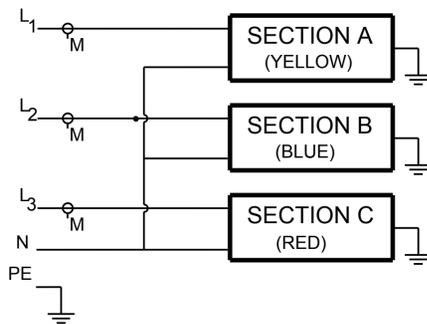 L1
M
SECTION A
(YELLOW)
L2
M
SECTION B
(BLUE)
L3
M
SECTION C
(RED)
N
PE